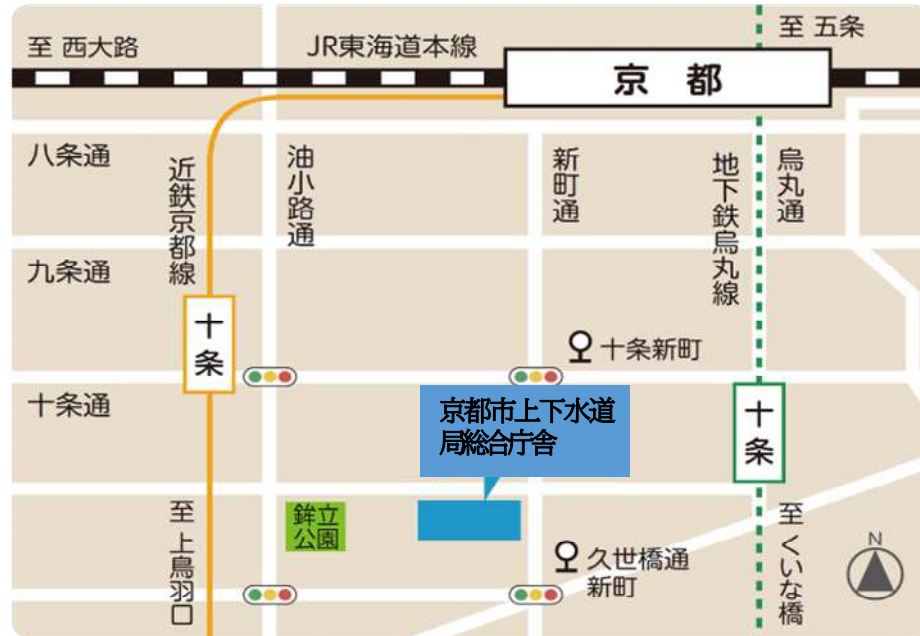 至 西大路
JR東海道本線
至 五条
京 都
八条通
近鉄京都線
油小路通
新町通
地下鉄烏丸線
烏丸通
九条通
十条
十条新町
十条通
京都市上下水道
局総合庁舎
十条
至 上鳥羽口
鉾立
公園
久世橋通
新町
至 くいな橋
N